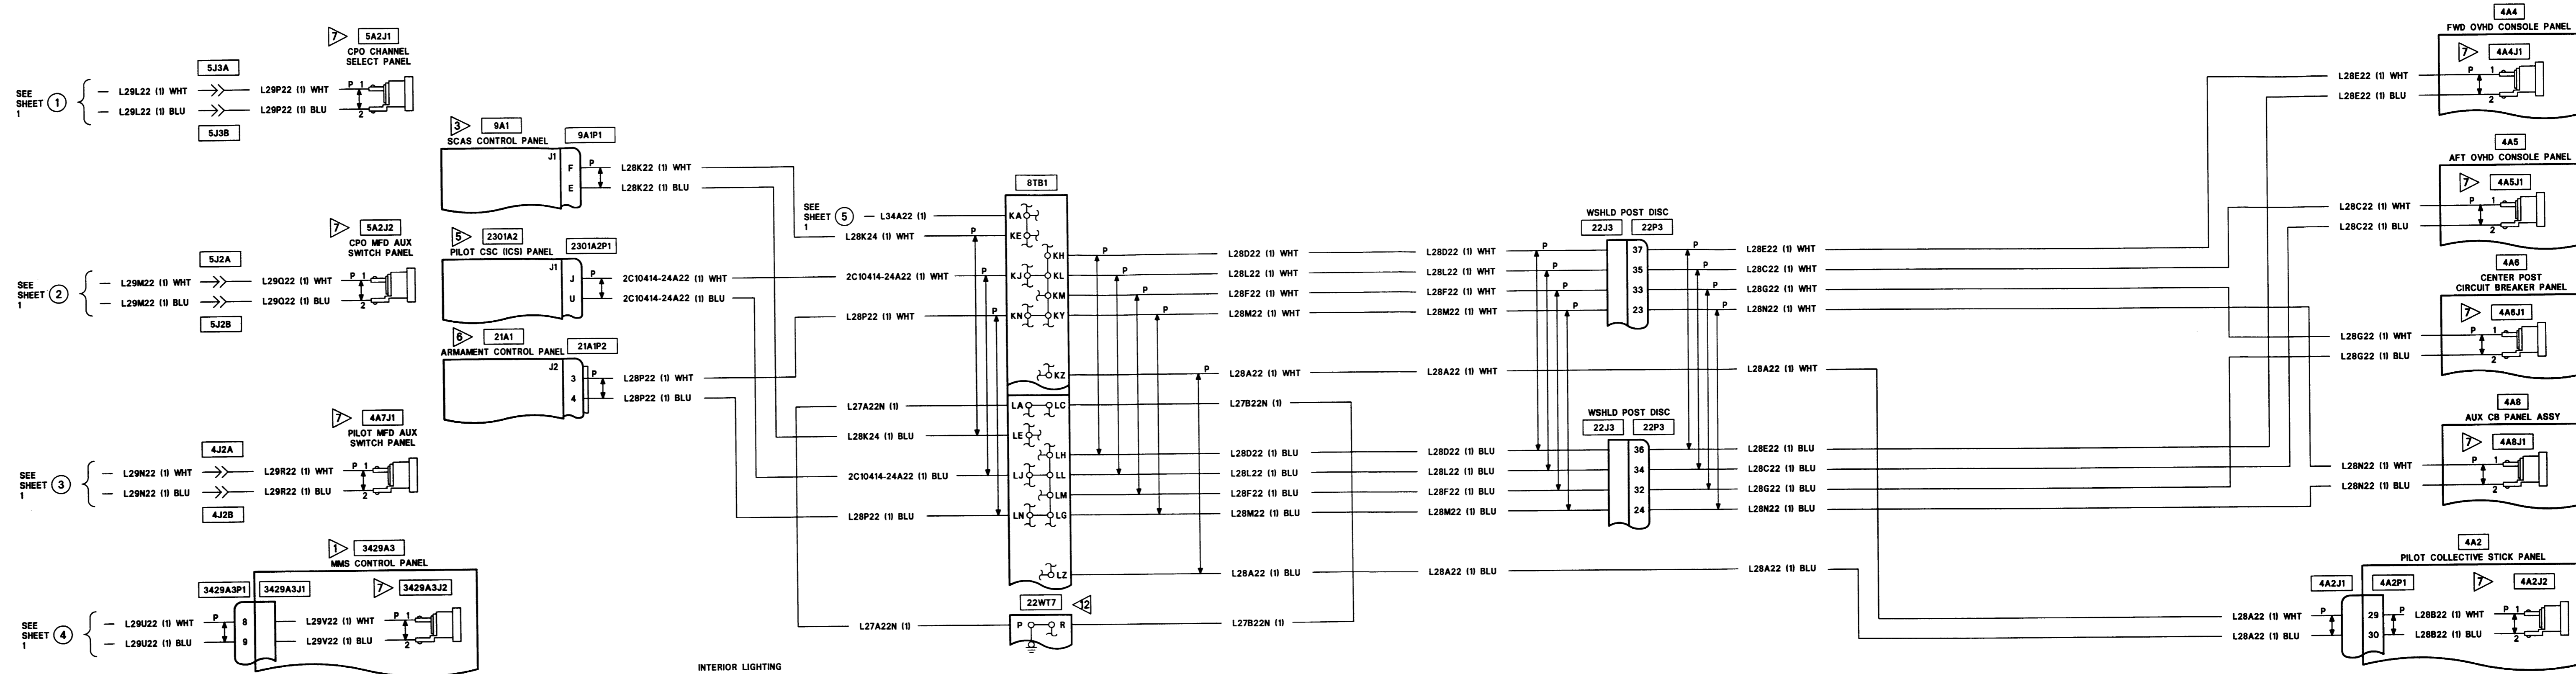 7 5A2J1
CPO CHANNEL
SELECT PANEL
5J3A
SEE
SHEET 1
1
L29L22 (1) WHT
L29P22 (1) WHT
P 1
L29L22 (1) BLU
L29P22 (1) BLU
2
5J3B
7 5A2J2
CPO MFD AUX
SWITCH PANEL
5J2A
SEE
SHEET 2
1
L29M22 (1) WHT
L29Q22 (1) WHT
P 1
L29M22 (1) BLU
L29Q22 (1) BLU
2
5J2B
7 4A7J1
PILOT MFD AUX
SWITCH PANEL
4J2A
SEE
SHEET 3
1
L29N22 (1) WHT
L29R22 (1) WHT
P 1
L29N22 (1) BLU
L29R22 (1) BLU
2
4J2B
1 3429A3
MMS CONTROL PANEL
3429A3P1
3429A3J1
7 3429A3J2
SEE
SHEET 4
1
L29U22 (1) WHT
P
8
L29V22 (1) WHT
P 1
L29U22 (1) BLU
9
L29V22 (1) BLU
2
3 9A1
SCAS CONTROL PANEL
9A1P1
J1
F
P
L28K22 (1) WHT
E
L28K22 (1) BLU
5 2301A2
PILOT CSC (ICS) PANEL
2301A2P1
J1
J
P
2C10414-24A22 (1) WHT
U
2C10414-24A22 (1) BLU
6 21A1
ARMAMENT CONTROL PANEL
21A1P2
J2
3
P
L28P22 (1) WHT
4
L28P22 (1) BLU
8TB1
SEE
SHEET 5
1
L34A22 (1)
KA
L28K24 (1) WHT
P
KE
KH
2C10414-24A22 (1) WHT
P
KJ
KL
KM
L28P22 (1) WHT
P
KN
KY
KZ
L27A22N (1)
LA
LC
L27B22N (1)
L28K24 (1) BLU
LE
LH
2C10414-24A22 (1) BLU
LJ
LL
LM
L28P22 (1) BLU
LN
LG
LZ
22WT7
12
L27A22N (1)
P
R
L27B22N (1)
P
L28D22 (1) WHT
L28D22 (1) WHT
P
P
L28L22 (1) WHT
L28L22 (1) WHT
P
P
L28F22 (1) WHT
L28F22 (1) WHT
P
P
L28M22 (1) WHT
L28M22 (1) WHT
P
P
L28A22 (1) WHT
L28A22 (1) WHT
L28A22 (1) WHT
L28D22 (1) BLU
L28D22 (1) BLU
L28L22 (1) BLU
L28L22 (1) BLU
L28F22 (1) BLU
L28F22 (1) BLU
L28M22 (1) BLU
L28M22 (1) BLU
L28A22 (1) BLU
L28A22 (1) BLU
L28A22 (1) BLU
WSHLD POST DISC
22J3
22P3
37
P
L28E22 (1) WHT
35
P
L28C22 (1) WHT
33
P
L28G22 (1) WHT
23
P
L28N22 (1) WHT
WSHLD POST DISC
22J3
22P3
36
L28E22 (1) BLU
34
L28C22 (1) BLU
32
L28G22 (1) BLU
24
L28N22 (1) BLU
4A4
FWD OVHD CONSOLE PANEL
7 4A4J1
L28E22 (1) WHT
P
1
L28E22 (1) BLU
2
4A5
AFT OVHD CONSOLE PANEL
7 4A5J1
L28C22 (1) WHT
P
1
L28C22 (1) BLU
2
4A6
CENTER POST
CIRCUIT BREAKER PANEL
7 4A6J1
L28G22 (1) WHT
P
1
L28G22 (1) BLU
2
4A8
AUX CB PANEL ASSY
7 4A8J1
L28N22 (1) WHT
P
1
L28N22 (1) BLU
2
4A2
PILOT COLLECTIVE STICK PANEL
4A2J1
4A2P1
7 4A2J2
L28A22 (1) WHT
P
29
P
L28B22 (1) WHT
P 1
L28A22 (1) BLU
30
L28B22 (1) BLU
2
INTERIOR LIGHTING